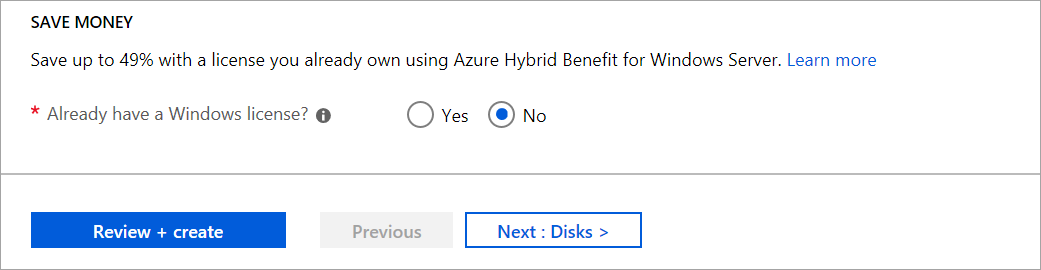 SAVE MONEY
Save up to 49% with a license you already own using Azure Hybrid Benefit for Windows Server. Learn more
* Already have a Windows license? Yes No
Review + create Previous Next : Disks >